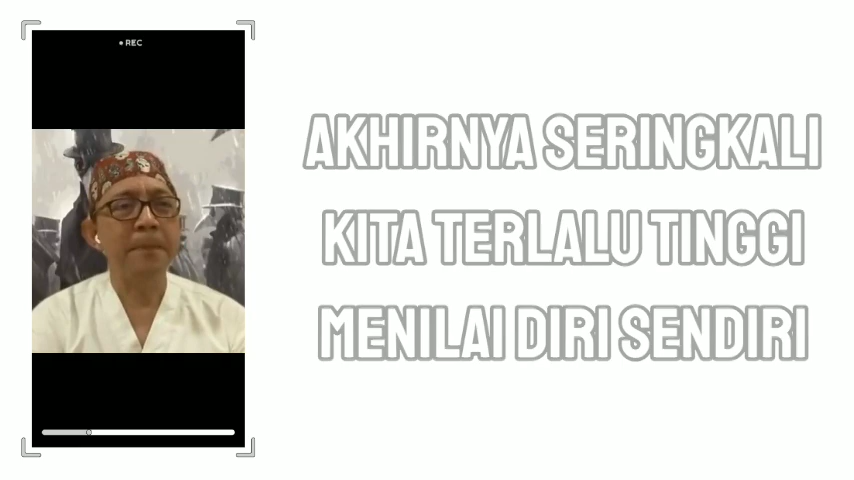 REC
AKHIRNYA SERINGKALI
KITA TERLALU TINGGI
MENILAI DIRI SENDIRI